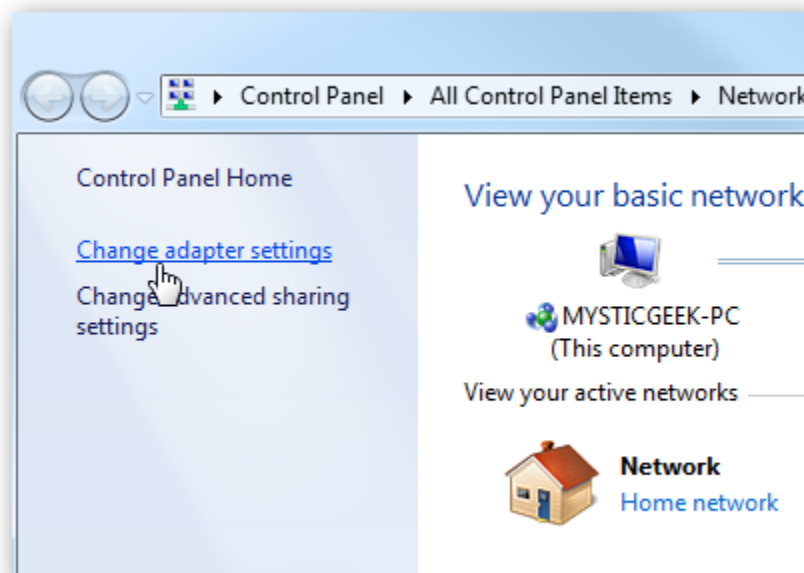 Control Panel ▸ All Control Panel Items ▸ Network
Control Panel Home
View your basic network
Change adapter settings
Change advanced sharing
settings
MYSTICGEEK-PC
(This computer)
View your active networks
Network
Home network